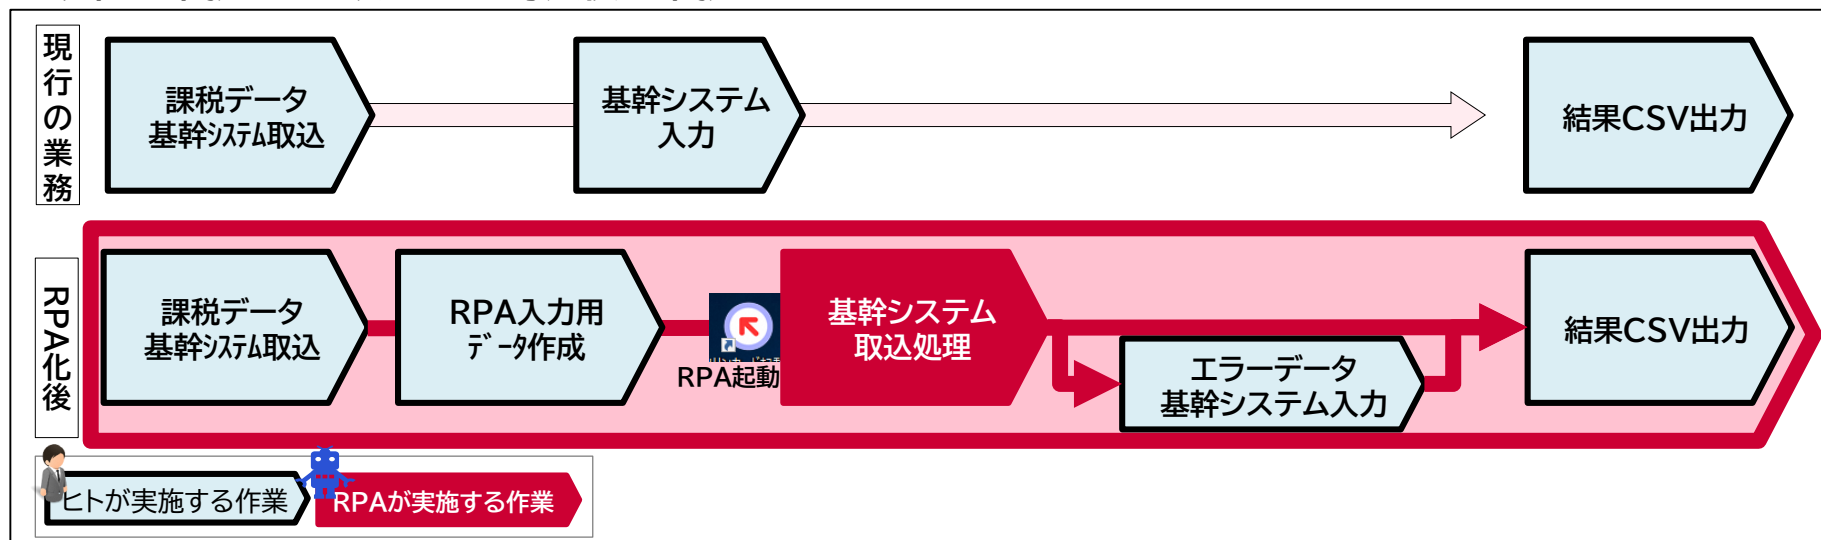 現行の業務
課税データ
基幹ｼｽﾃﾑ取込
基幹システム
入力
結果CSV出力
RPA化後
課税データ
基幹ｼｽﾃﾑ取込
RPA入力用
ﾃﾞｰﾀ作成
RPA起動
基幹システム
取込処理
エラーデータ
基幹システム入力
結果CSV出力
ヒトが実施する作業
RPAが実施する作業